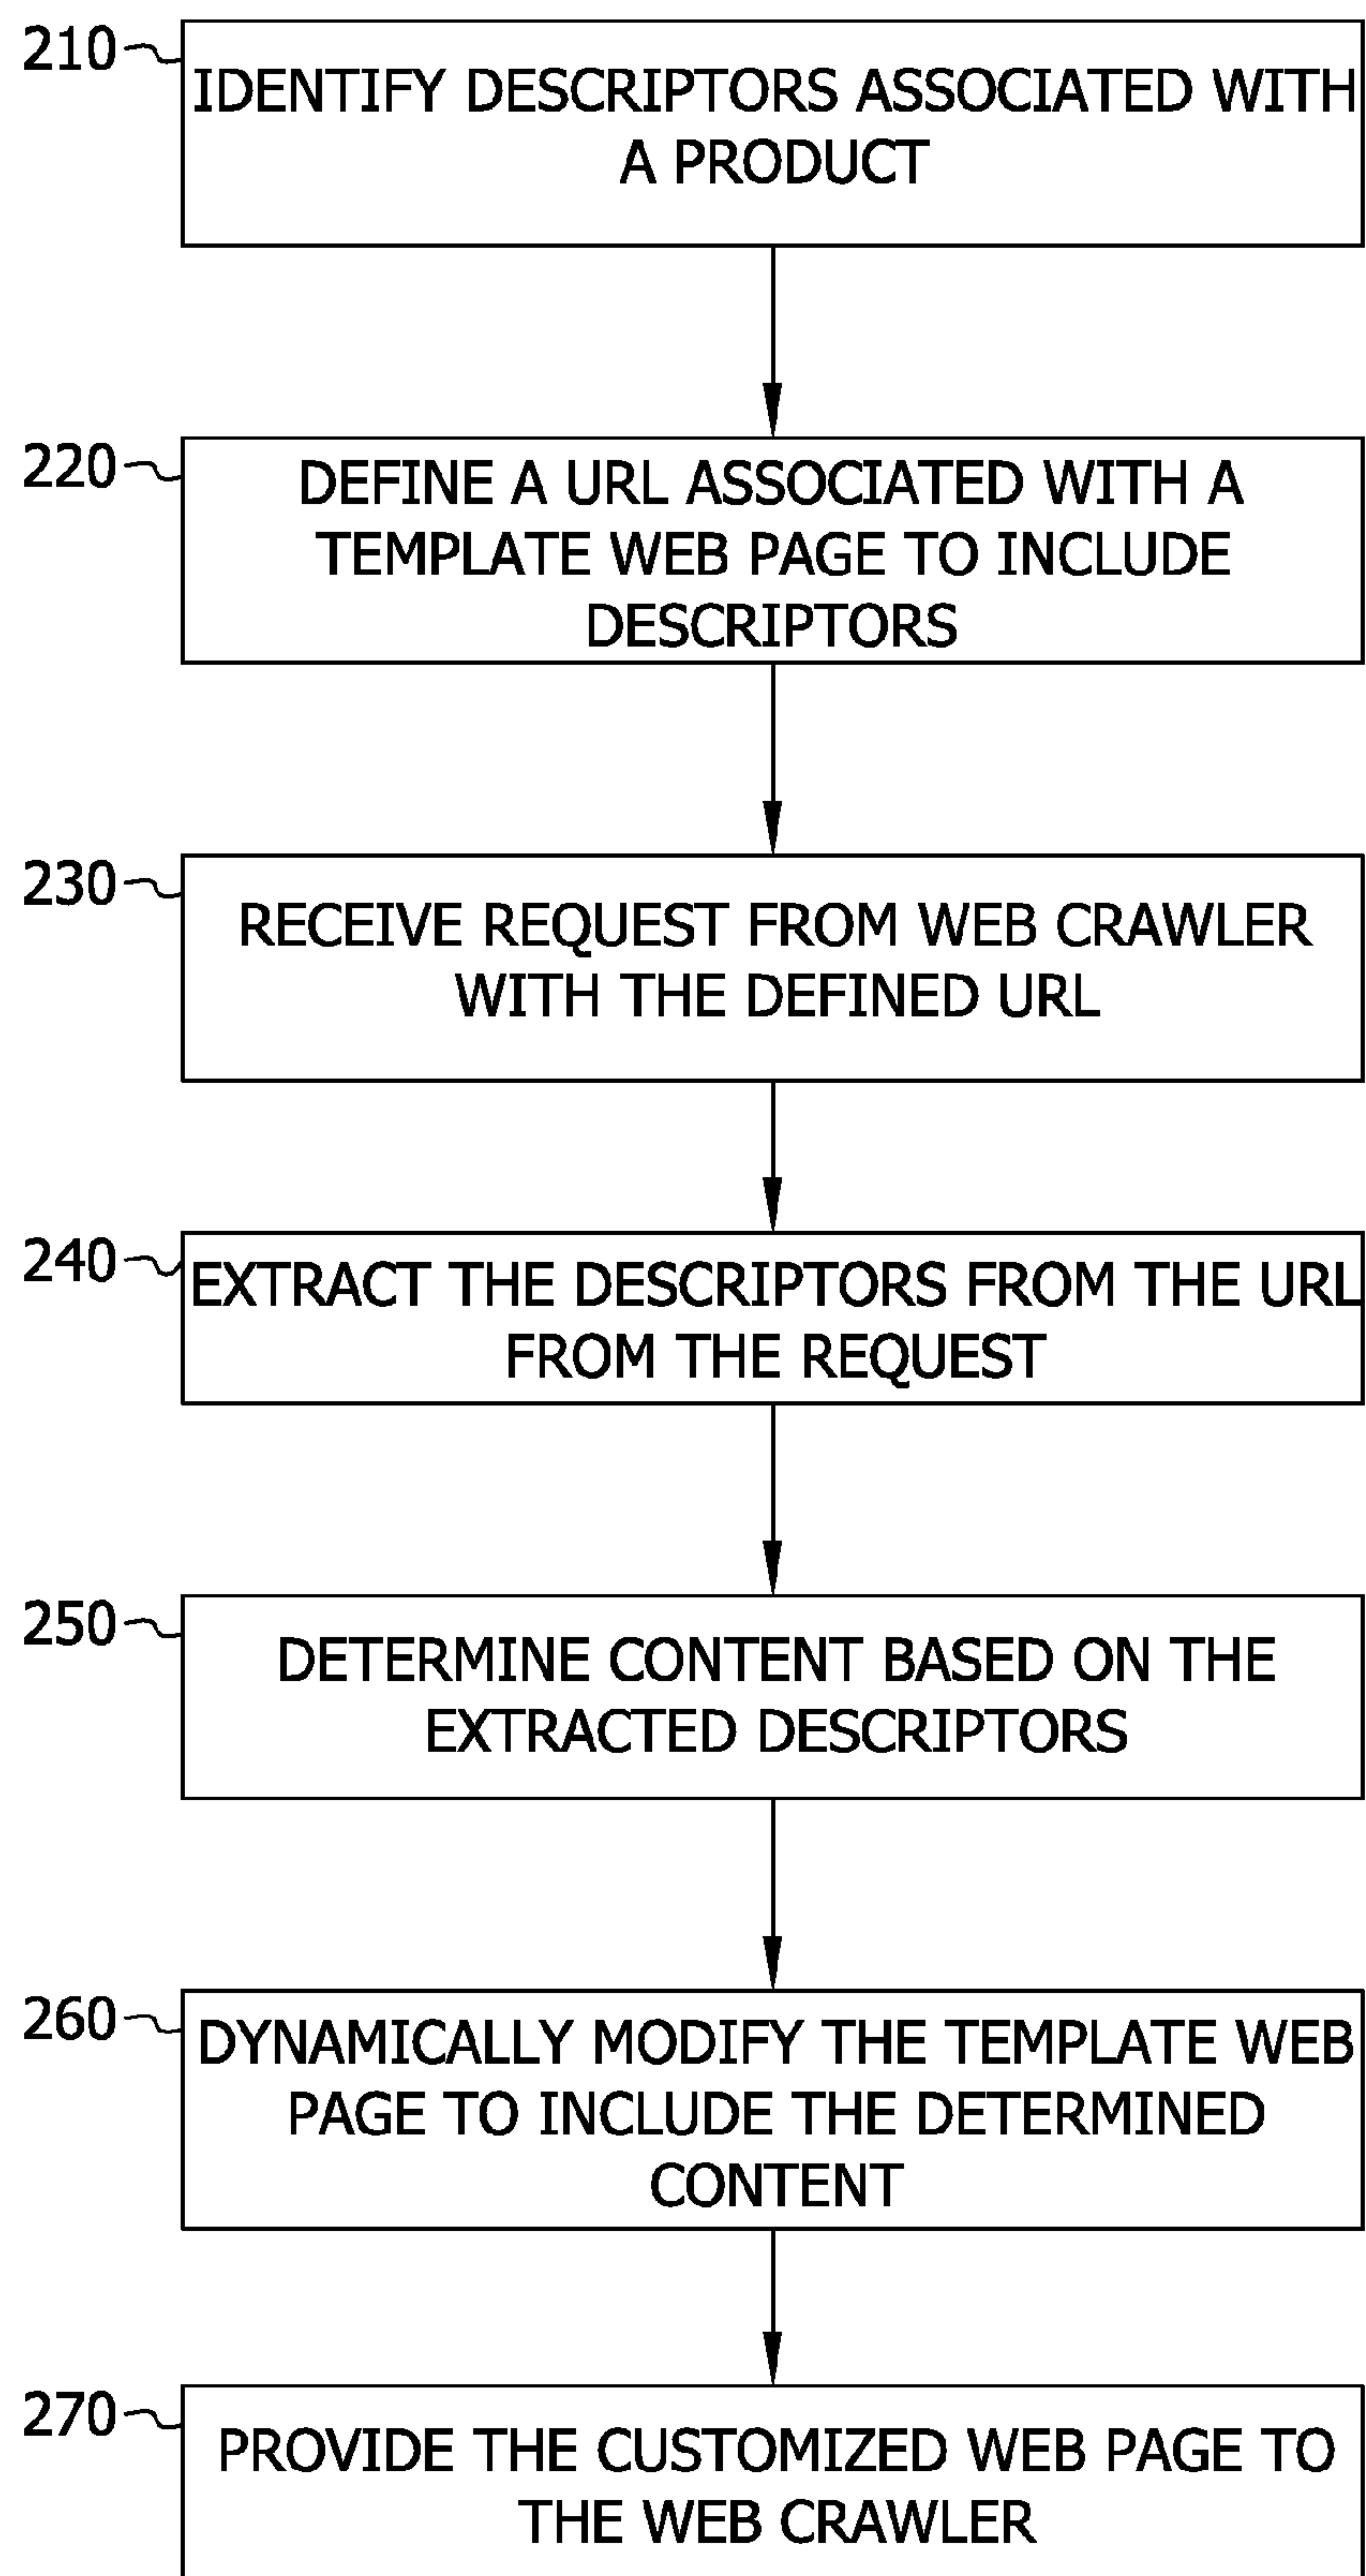 210
IDENTIFY DESCRIPTORS ASSOCIATED WITH
A PRODUCT
220
DEFINE A URL ASSOCIATED WITH A
TEMPLATE WEB PAGE TO INCLUDE
DESCRIPTORS
230
RECEIVE REQUEST FROM WEB CRAWLER
WITH THE DEFINED URL
240
EXTRACT THE DESCRIPTORS FROM THE URL
FROM THE REQUEST
250
DETERMINE CONTENT BASED ON THE
EXTRACTED DESCRIPTORS
260
DYNAMICALLY MODIFY THE TEMPLATE WEB
PAGE TO INCLUDE THE DETERMINED
CONTENT
270
PROVIDE THE CUSTOMIZED WEB PAGE TO
THE WEB CRAWLER